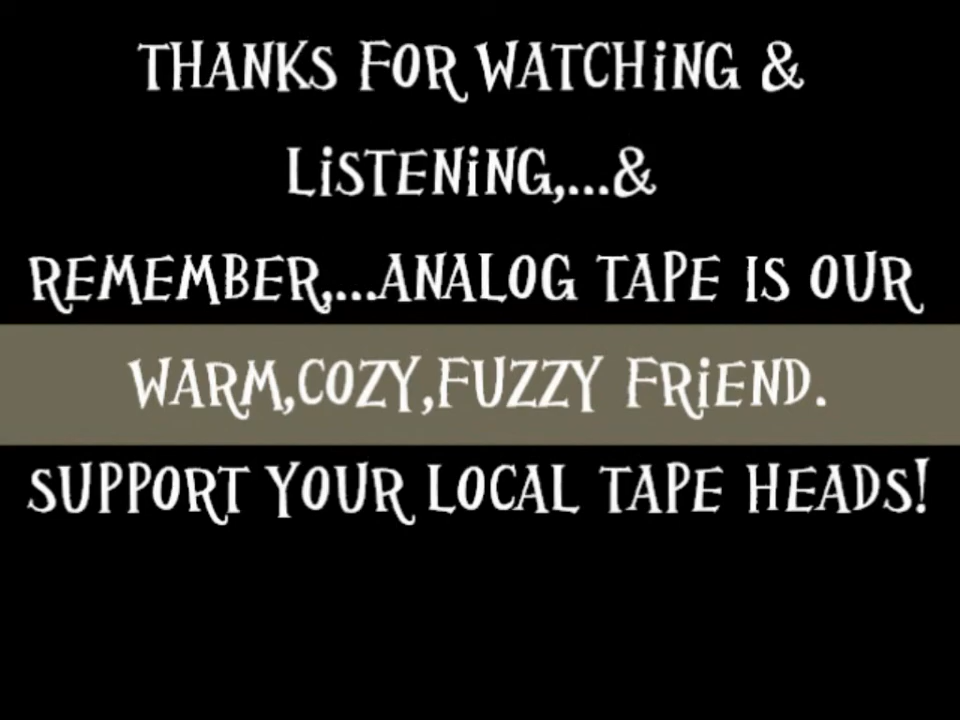 THANKS FOR WATCHiNG &
LiSTENiNG,...&
REMEMBER,...ANALOG TAPE IS OUR
WARM,COZY,FUZZY FRiEND.
SUPPORT YOUR LOCAL TAPE HEADS!